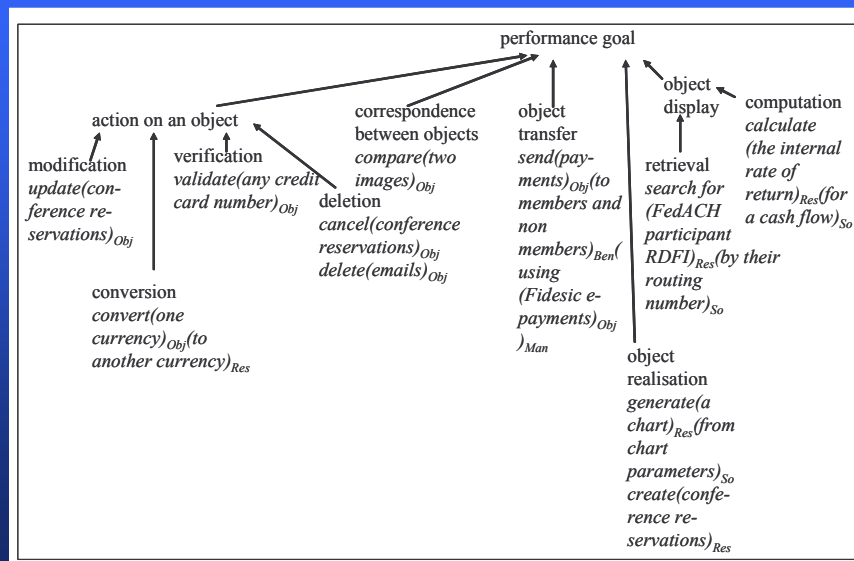 performance goal
action on an object
modification
update(con-
ference re-
servations)Obj
conversion
convert(one
currency)Obj(to
another currency)Res
verification
validate(any credit
card number)Obj
deletion
cancel(conference
reservations)Obj
delete(emails)Obj
correspondence
between objects
compare(two
images)Obj
object
transfer
send(pay-
ments)Obj(to
members and
non
members)Ben(
using
(Fidesic e-
payments)Obj
)Man
object
realisation
generate(a
chart)Res(from
chart
parameters)So
create(confe-
rence re-
servations)Res
object
display
retrieval
search for
(FedACH
participant
RDFI)Res(by their
routing
number)So
computation
calculate
(the internal
rate of
return)Res(for
a cash flow)So